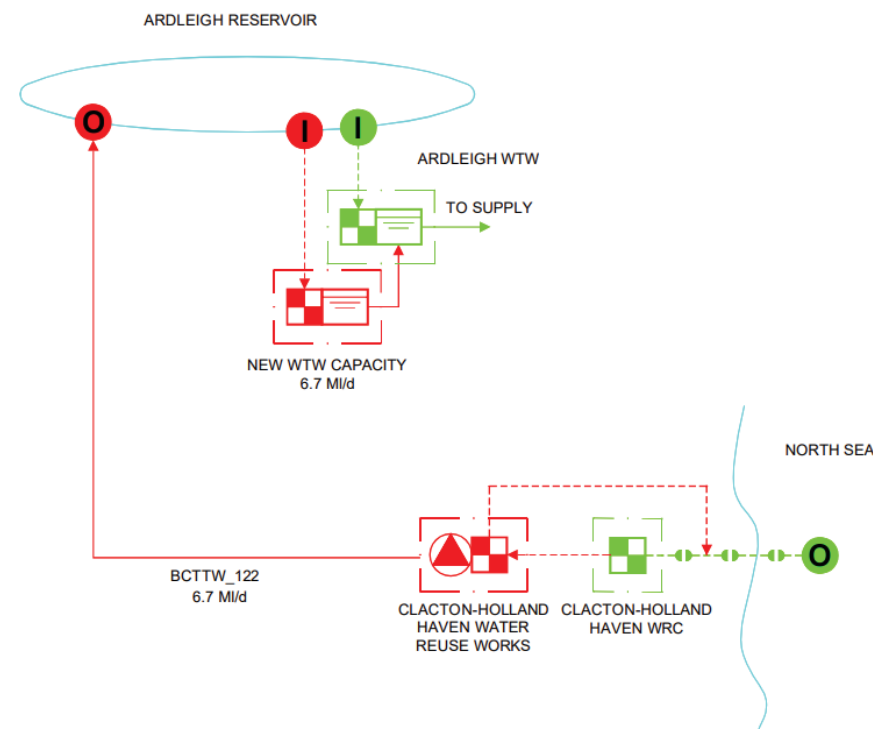 ARDLEIGH RESERVOIR
O
I
I
ARDLEIGH WTW
TO SUPPLY
NEW WTW CAPACITY
6.7 Ml/d
NORTH SEA
O
BCTTW_122
6.7 Ml/d
CLACTON-HOLLAND
HAVEN WATER
REUSE WORKS
CLACTON-HOLLAND
HAVEN WRC